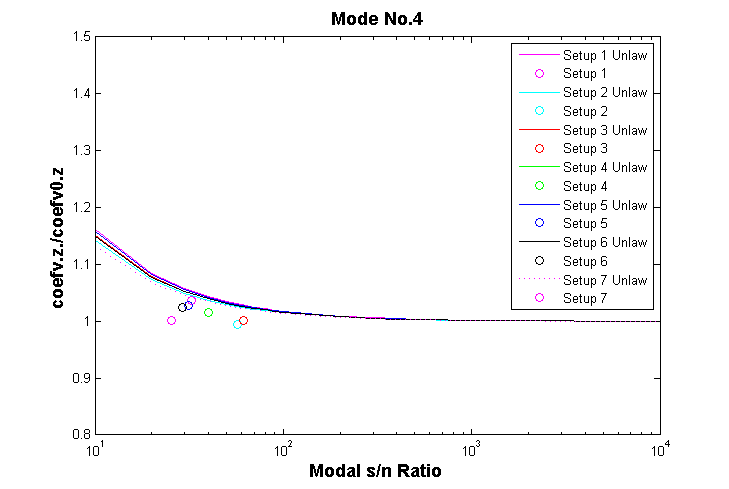 Mode No.4
1.5
1.4
1.3
1.2
1.1
1
0.9
0.8
coefv.z./coefv0.z
10^1
10^2
10^3
10^4
Modal s/n Ratio
Setup 1 Unlaw
Setup 1
Setup 2 Unlaw
Setup 2
Setup 3 Unlaw
Setup 3
Setup 4 Unlaw
Setup 4
Setup 5 Unlaw
Setup 5
Setup 6 Unlaw
Setup 6
Setup 7 Unlaw
Setup 7